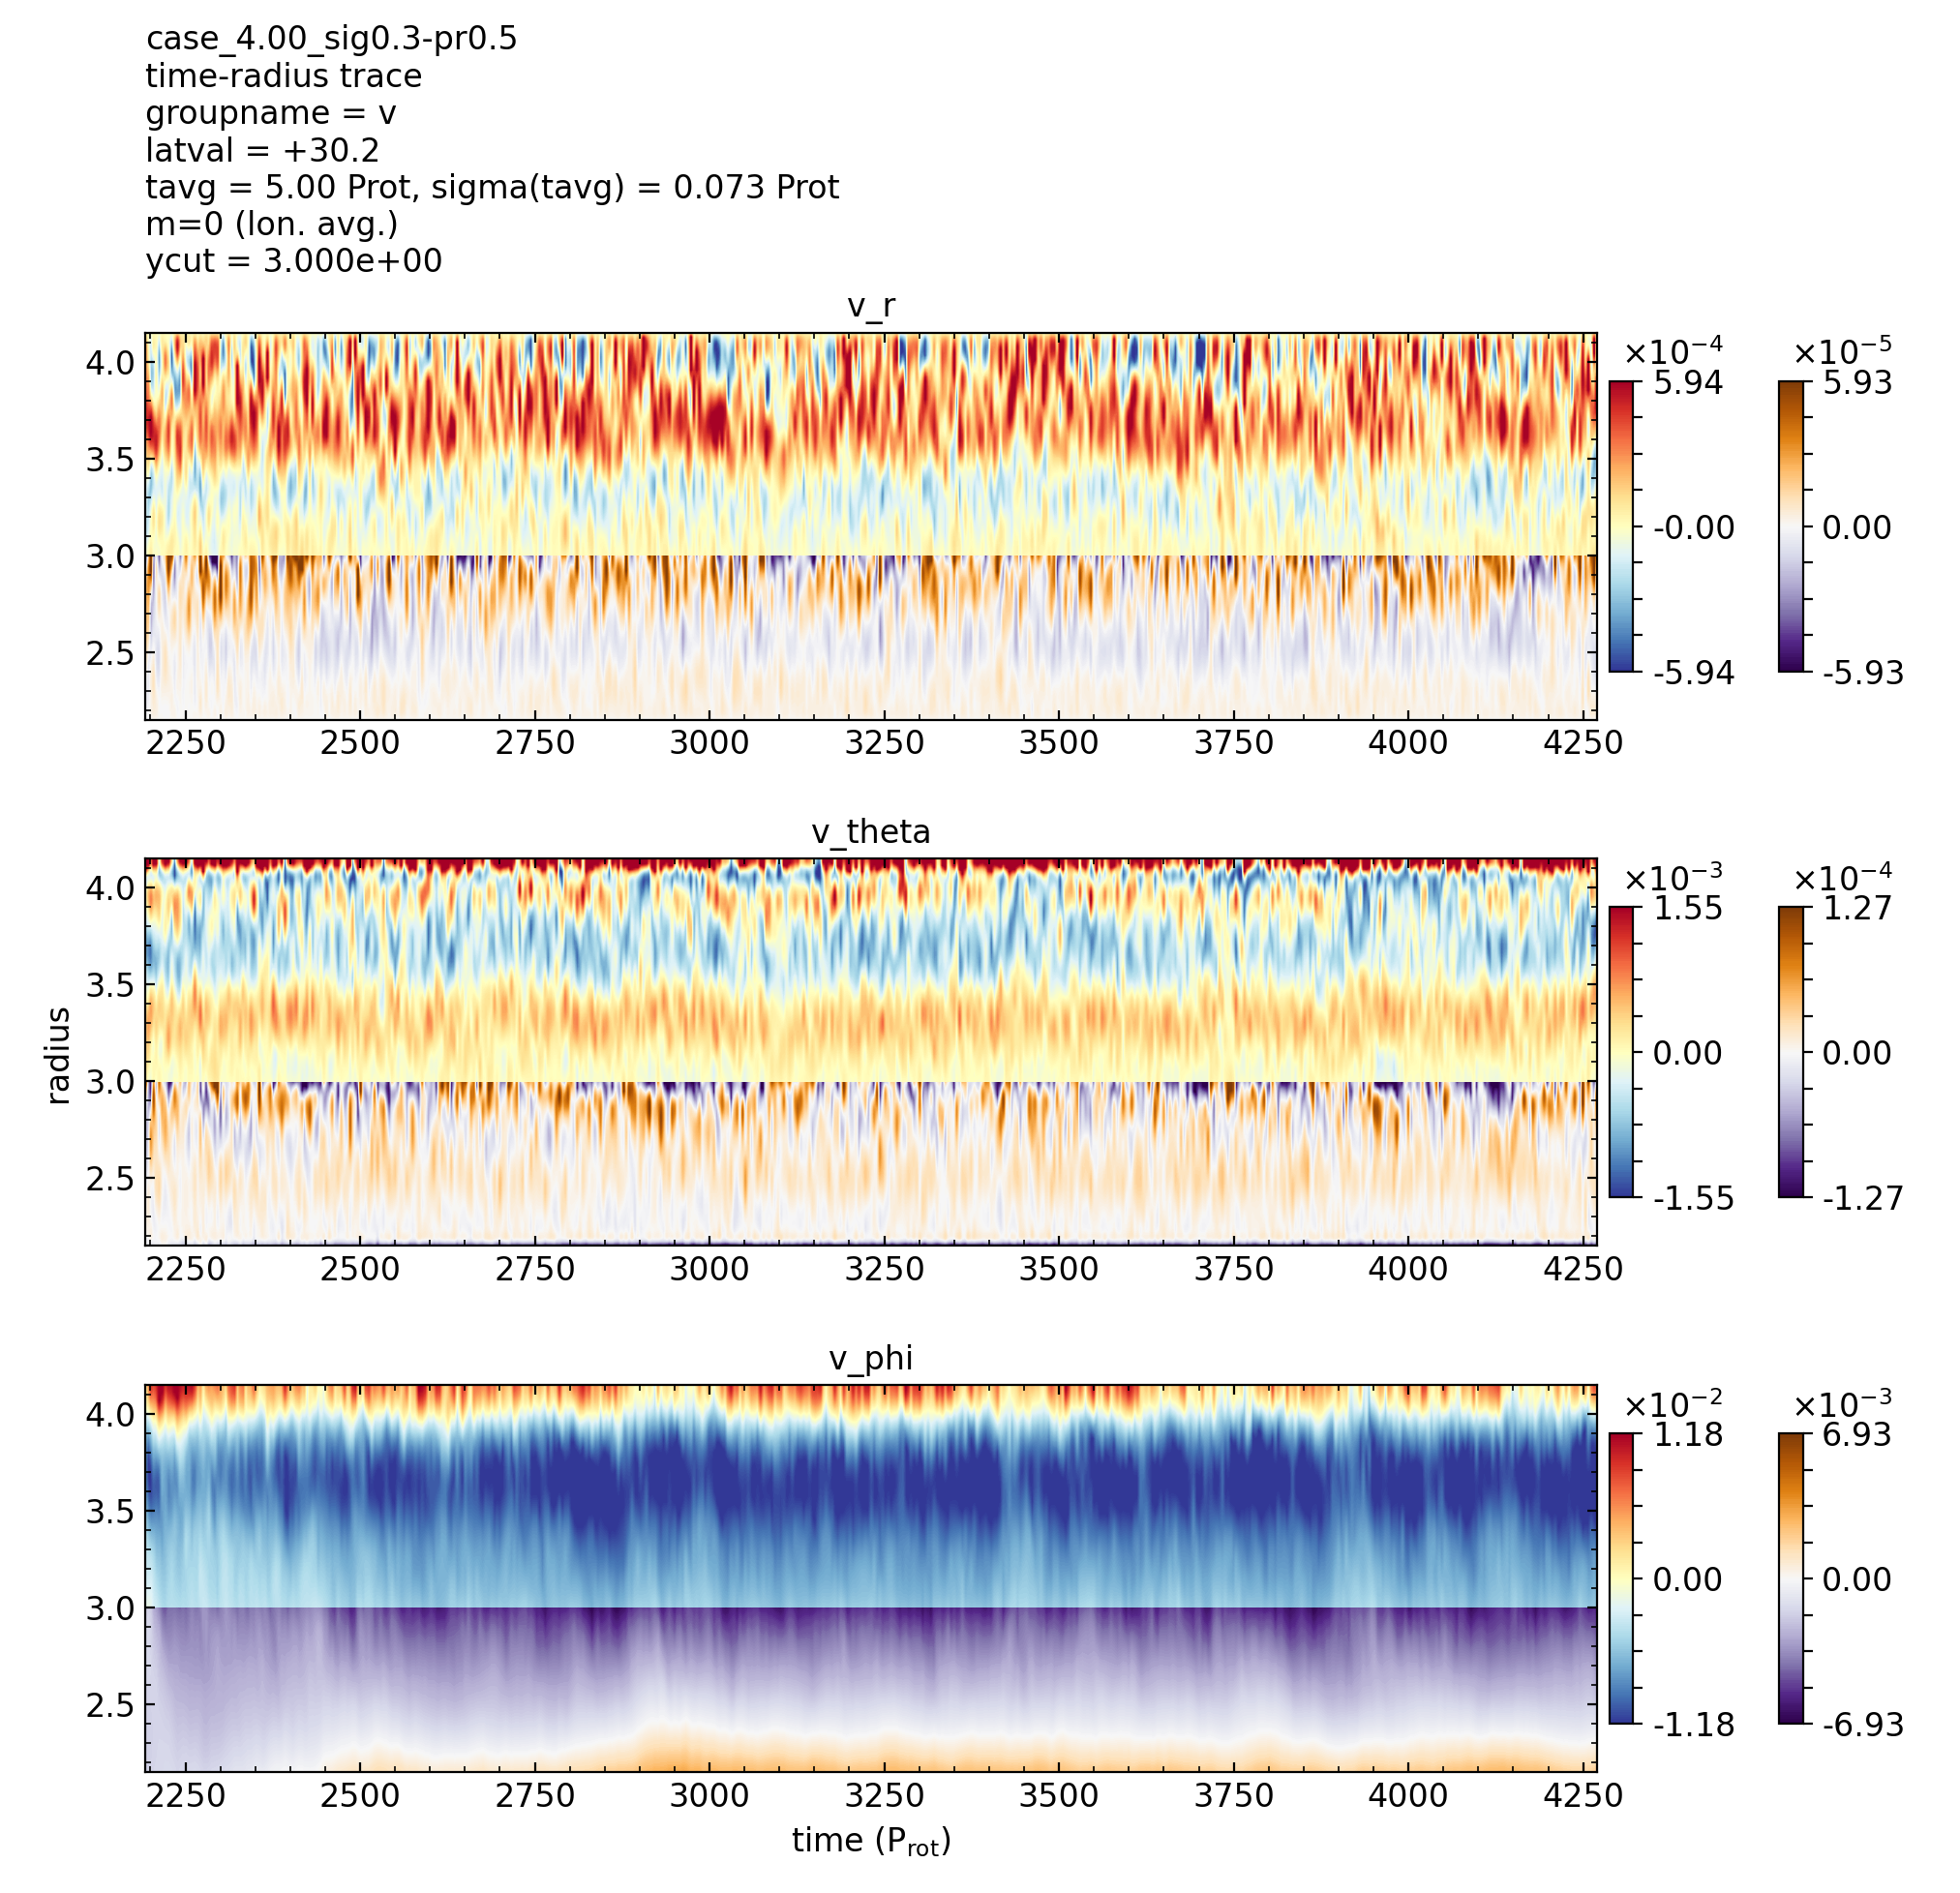 case_4.00_sig0.3-pr0.5
time-radius trace
groupname = v
latval = +30.2
tavg = 5.00 Prot, sigma(tavg) = 0.073 Prot
m=0 (lon. avg.)
ycut = 3.000e+00
v_r
4.0
3.5
3.0
2.5
2250 2500 2750 3000 3250 3500 3750 4000 4250
×10⁻⁴
5.94
-0.00
-5.94
×10⁻⁵
5.93
0.00
-5.93
v_theta
radius
4.0
3.5
3.0
2.5
2250 2500 2750 3000 3250 3500 3750 4000 4250
×10⁻³
1.55
0.00
-1.55
×10⁻⁴
1.27
0.00
-1.27
v_phi
4.0
3.5
3.0
2.5
2250 2500 2750 3000 3250 3500 3750 4000 4250
time (P_rot)
×10⁻²
1.18
0.00
-1.18
×10⁻³
6.93
0.00
-6.93